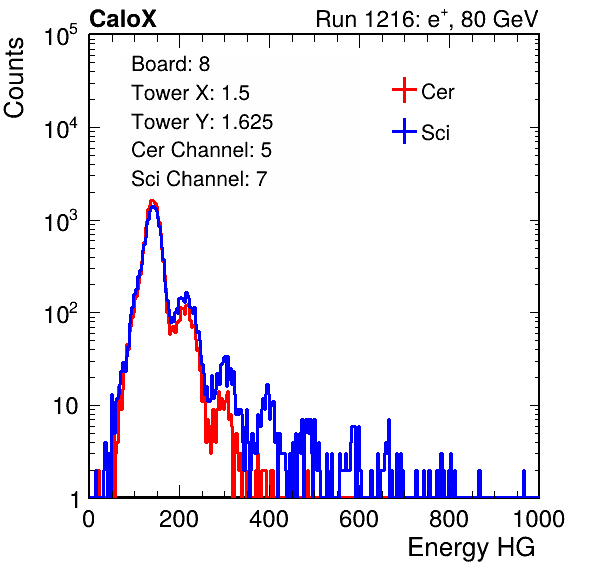 CaloX Run 1216: e⁺, 80 GeV
Counts
Board: 8
Tower X: 1.5
Tower Y: 1.625
Cer Channel: 5
Sci Channel: 7
Cer
Sci
10⁵
10⁴
10³
10²
10
1
0 200 400 600 800 1000
Energy HG